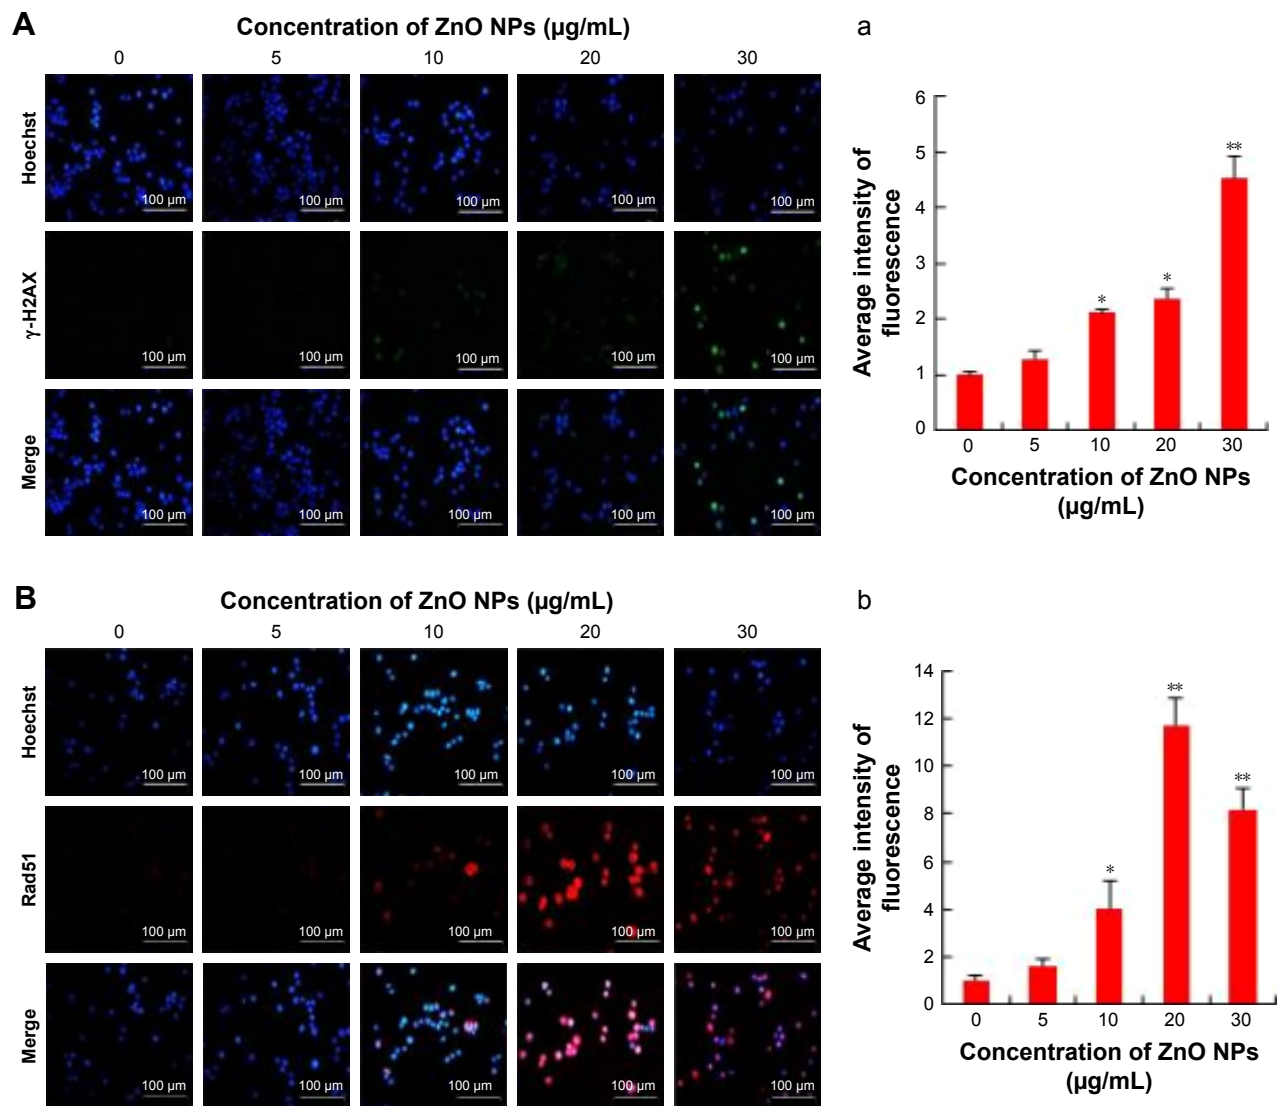 A
Concentration of ZnO NPs (µg/mL)
0 5 10 20 30
Hoechst
100 µm 100 µm 100 µm 100 µm 100 µm
γ-H2AX
100 µm 100 µm 100 µm 100 µm 100 µm
Merge
100 µm 100 µm 100 µm 100 µm 100 µm
a
Average intensity of
fluorescence
6
5
4
3
2
1
0
* * **
0 5 10 20 30
Concentration of ZnO NPs
(µg/mL)
B
Concentration of ZnO NPs (µg/mL)
0 5 10 20 30
Hoechst
100 µm 100 µm 100 µm 100 µm 100 µm
Rad51
100 µm 100 µm 100 µm 100 µm 100 µm
Merge
100 µm 100 µm 100 µm 100 µm 100 µm
b
Average intensity of
fluorescence
14
12
10
8
6
4
2
0
* ** **
0 5 10 20 30
Concentration of ZnO NPs
(µg/mL)